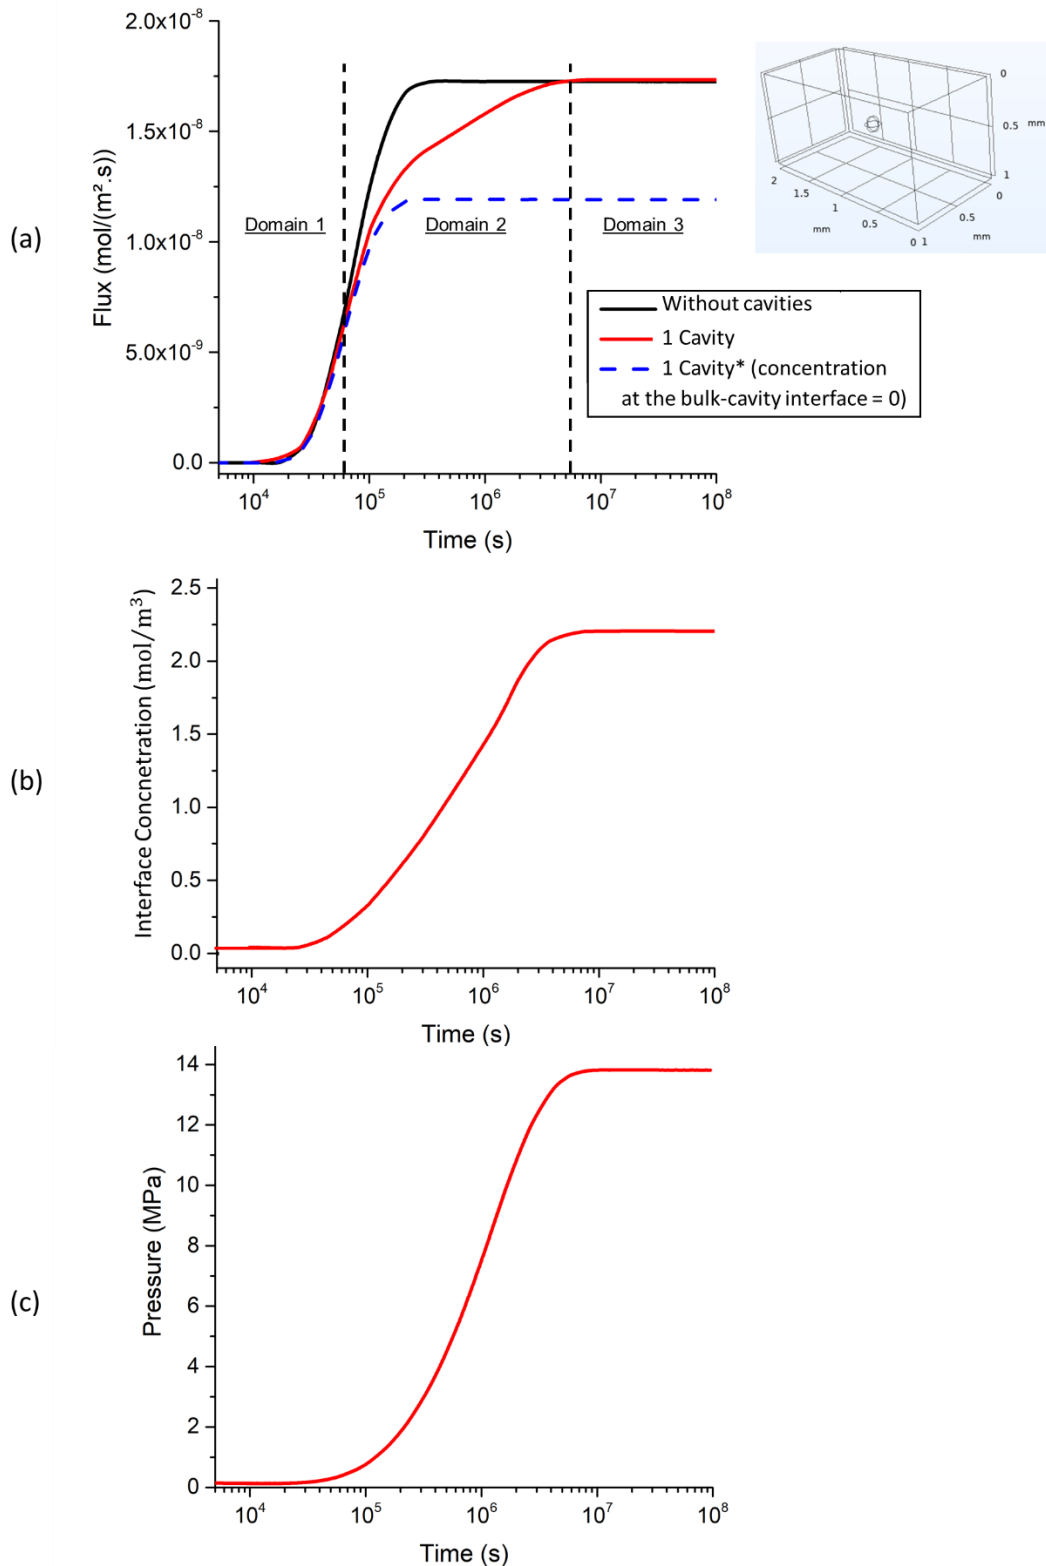 (a)
Flux (mol/(m².s))
2.0x10⁻⁸
1.5x10⁻⁸
1.0x10⁻⁸
5.0x10⁻⁹
0.0
Domain 1
Domain 2
Domain 3
10⁴ 10⁵ 10⁶ 10⁷ 10⁸
Time (s)
0
0.5 mm
1
2
1.5
1
0.5
0
mm
0
0.5
1
mm
Without cavities
1 Cavity
1 Cavity* (concentration
at the bulk-cavity interface = 0)
(b)
Interface Concnetration (mol/m³)
2.5
2.0
1.5
1.0
0.5
0.0
10⁴ 10⁵ 10⁶ 10⁷ 10⁸
Time (s)
(c)
Pressure (MPa)
14
12
10
8
6
4
2
0
10⁴ 10⁵ 10⁶ 10⁷ 10⁸
Time (s)